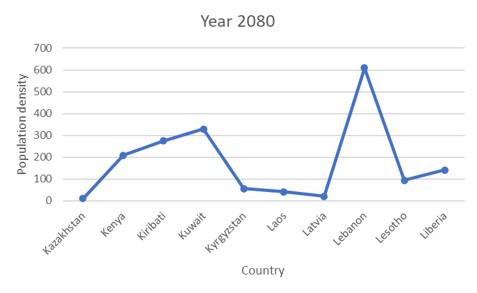 Year 2080
Population density
700
600
500
400
300
200
100
0
Kazakhstan
Kenya
Kiribati
Kuwait
Kyrgyzstan
Laos
Latvia
Lebanon
Lesotho
Liberia
Country